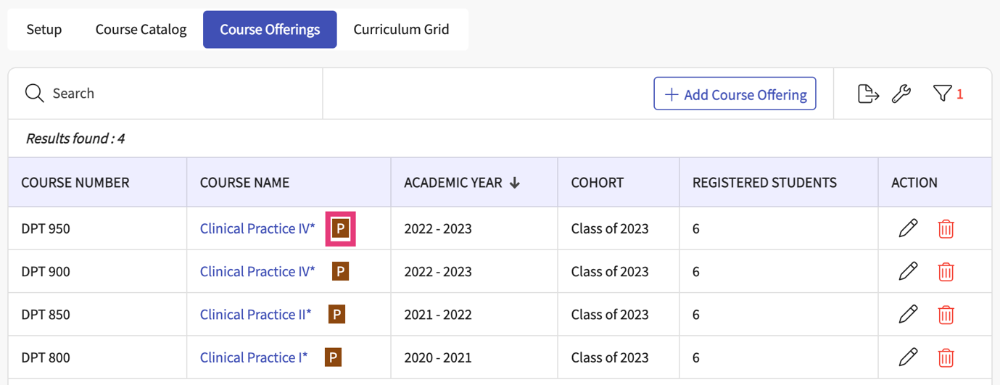 Setup Course Catalog Course Offerings Curriculum Grid
Search + Add Course Offering 1
Results found : 4
COURSE NUMBER COURSE NAME ACADEMIC YEAR COHORT REGISTERED STUDENTS ACTION
DPT 950 Clinical Practice IV* P 2022 - 2023 Class of 2023 6
DPT 900 Clinical Practice IV* P 2022 - 2023 Class of 2023 6
DPT 850 Clinical Practice II* P 2021 - 2022 Class of 2023 6
DPT 800 Clinical Practice I* P 2020 - 2021 Class of 2023 6